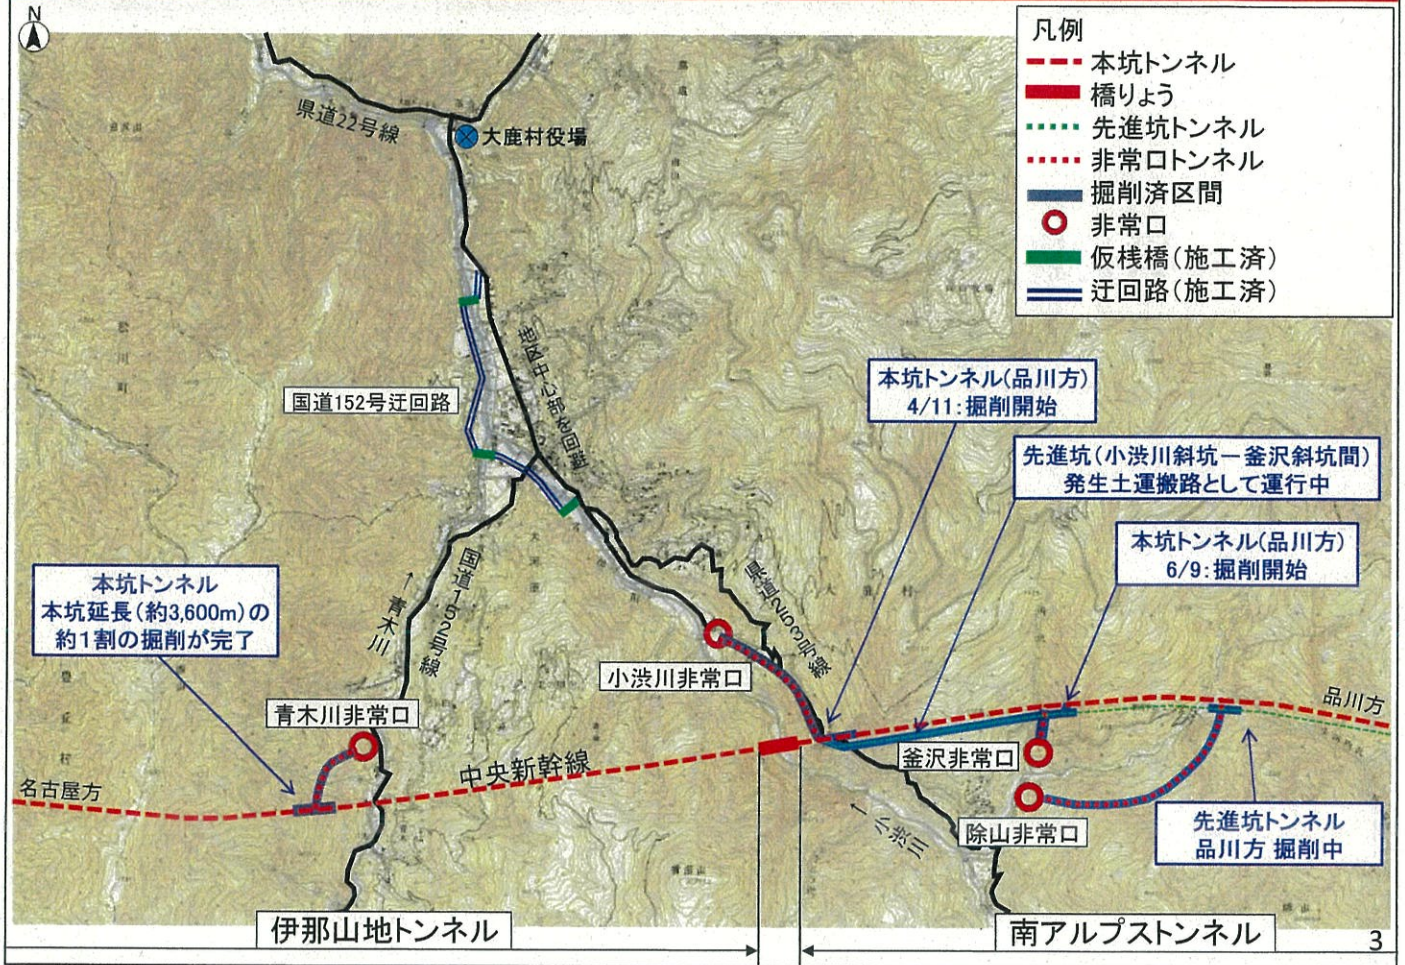 N
凡例
本坑トンネル
橋りょう
先進坑トンネル
非常口トンネル
掘削済区間
非常口
仮桟橋(施工済)
迂回路(施工済)
県道22号線
大鹿村役場
地区中心部を回避
国道152号迂回路
本坑トンネル(品川方)
4/11:掘削開始
先進坑(小渋川斜坑ー釜沢斜坑間)
発生土運搬路として運行中
本坑トンネル(品川方)
6/9:掘削開始
本坑トンネル
本坑延長(約3,600m)の
約1割の掘削が完了
国道152号線
↑青木川
県道253号線
小渋川非常口
青木川非常口
品川方
釜沢非常口
中央新幹線
名古屋方
除山非常口
↑小渋川
先進坑トンネル
品川方 掘削中
松川町
豊丘村
大鹿村
伊那山地トンネル
南アルプストンネル
3